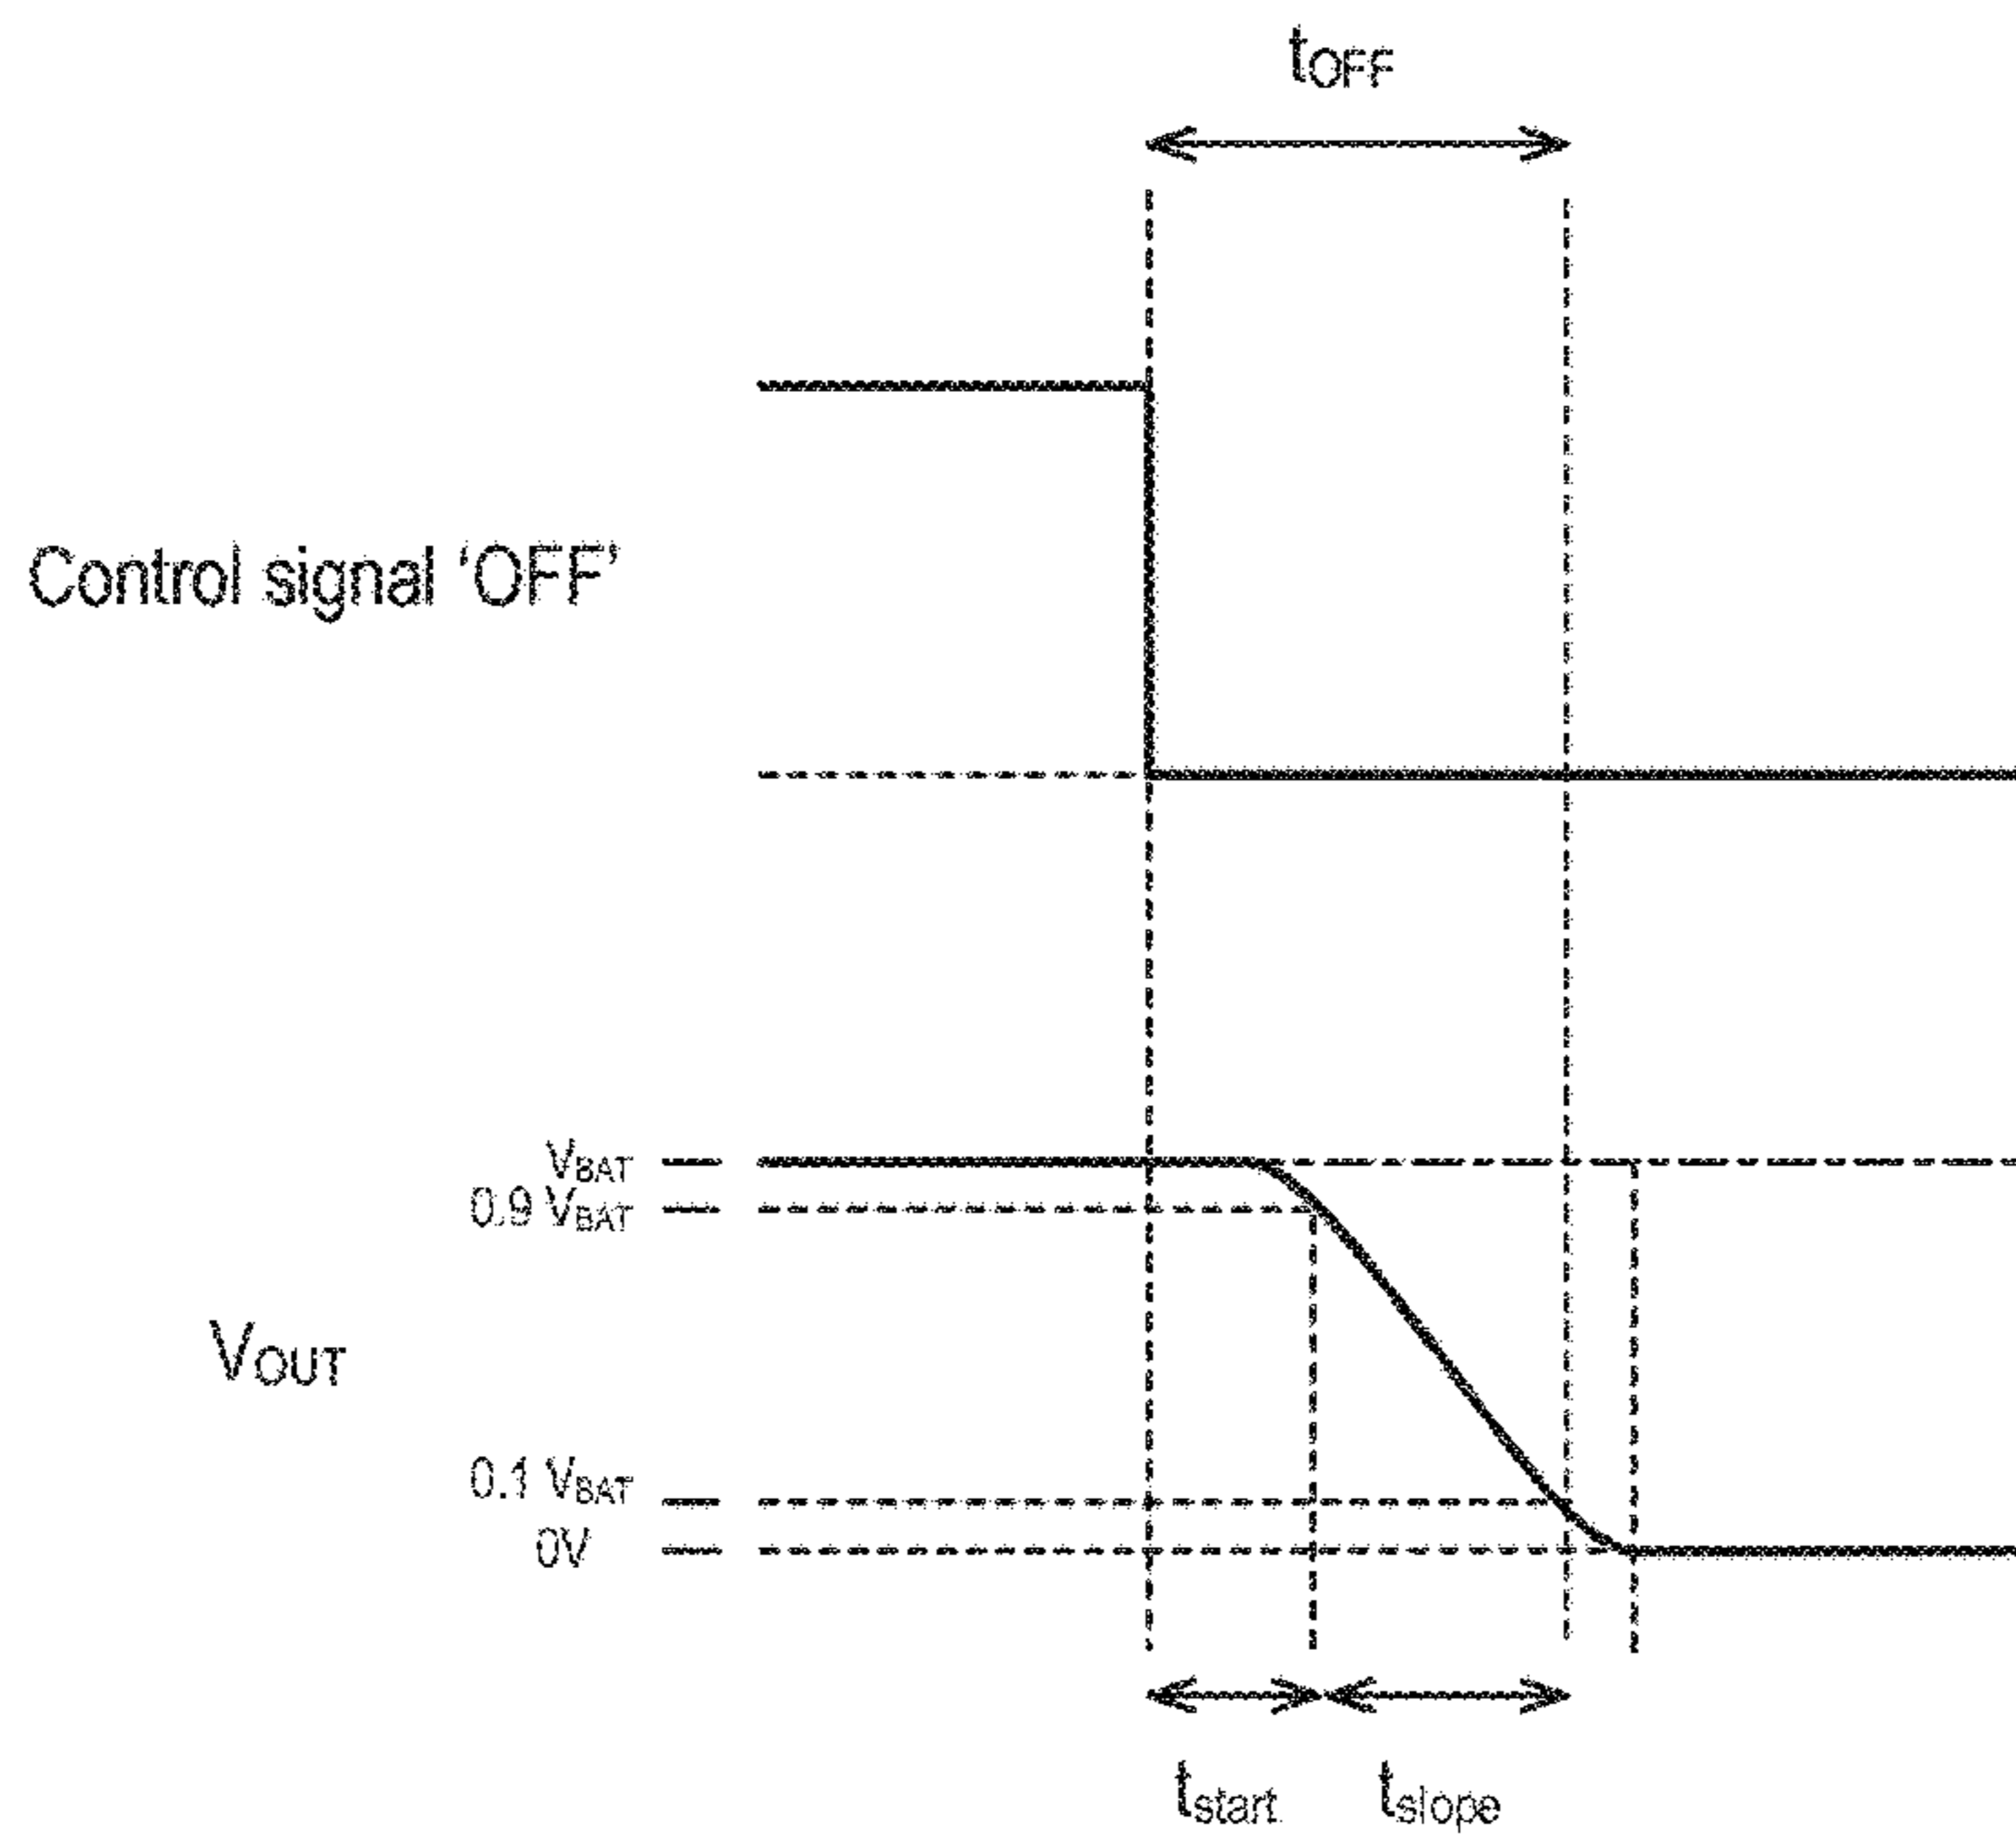 tOFF
Control signal ‘OFF’
VBAT
0.9 VBAT
VOUT
0.1 VBAT
0V
tstart
tslope